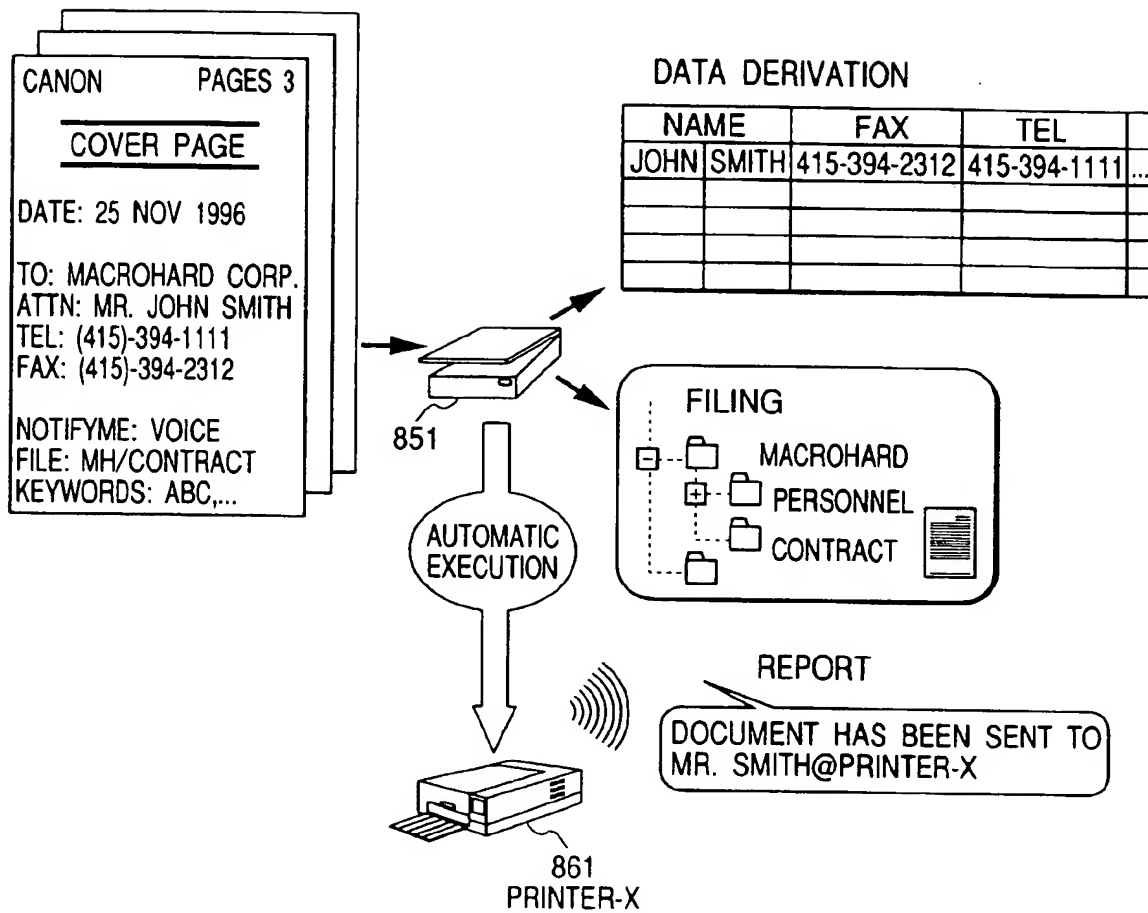 CANON PAGES 3
COVER PAGE
DATE: 25 NOV 1996
TO: MACROHARD CORP.
ATTN: MR. JOHN SMITH
TEL: (415)-394-1111
FAX: (415)-394-2312
NOTIFYME: VOICE
FILE: MH/CONTRACT
KEYWORDS: ABC,...
851
DATA DERIVATION
NAME FAX TEL
JOHN SMITH 415-394-2312 415-394-1111 ...
FILING
MACROHARD
PERSONNEL
CONTRACT
AUTOMATIC
EXECUTION
REPORT
DOCUMENT HAS BEEN SENT TO
MR. SMITH@PRINTER-X
861
PRINTER-X